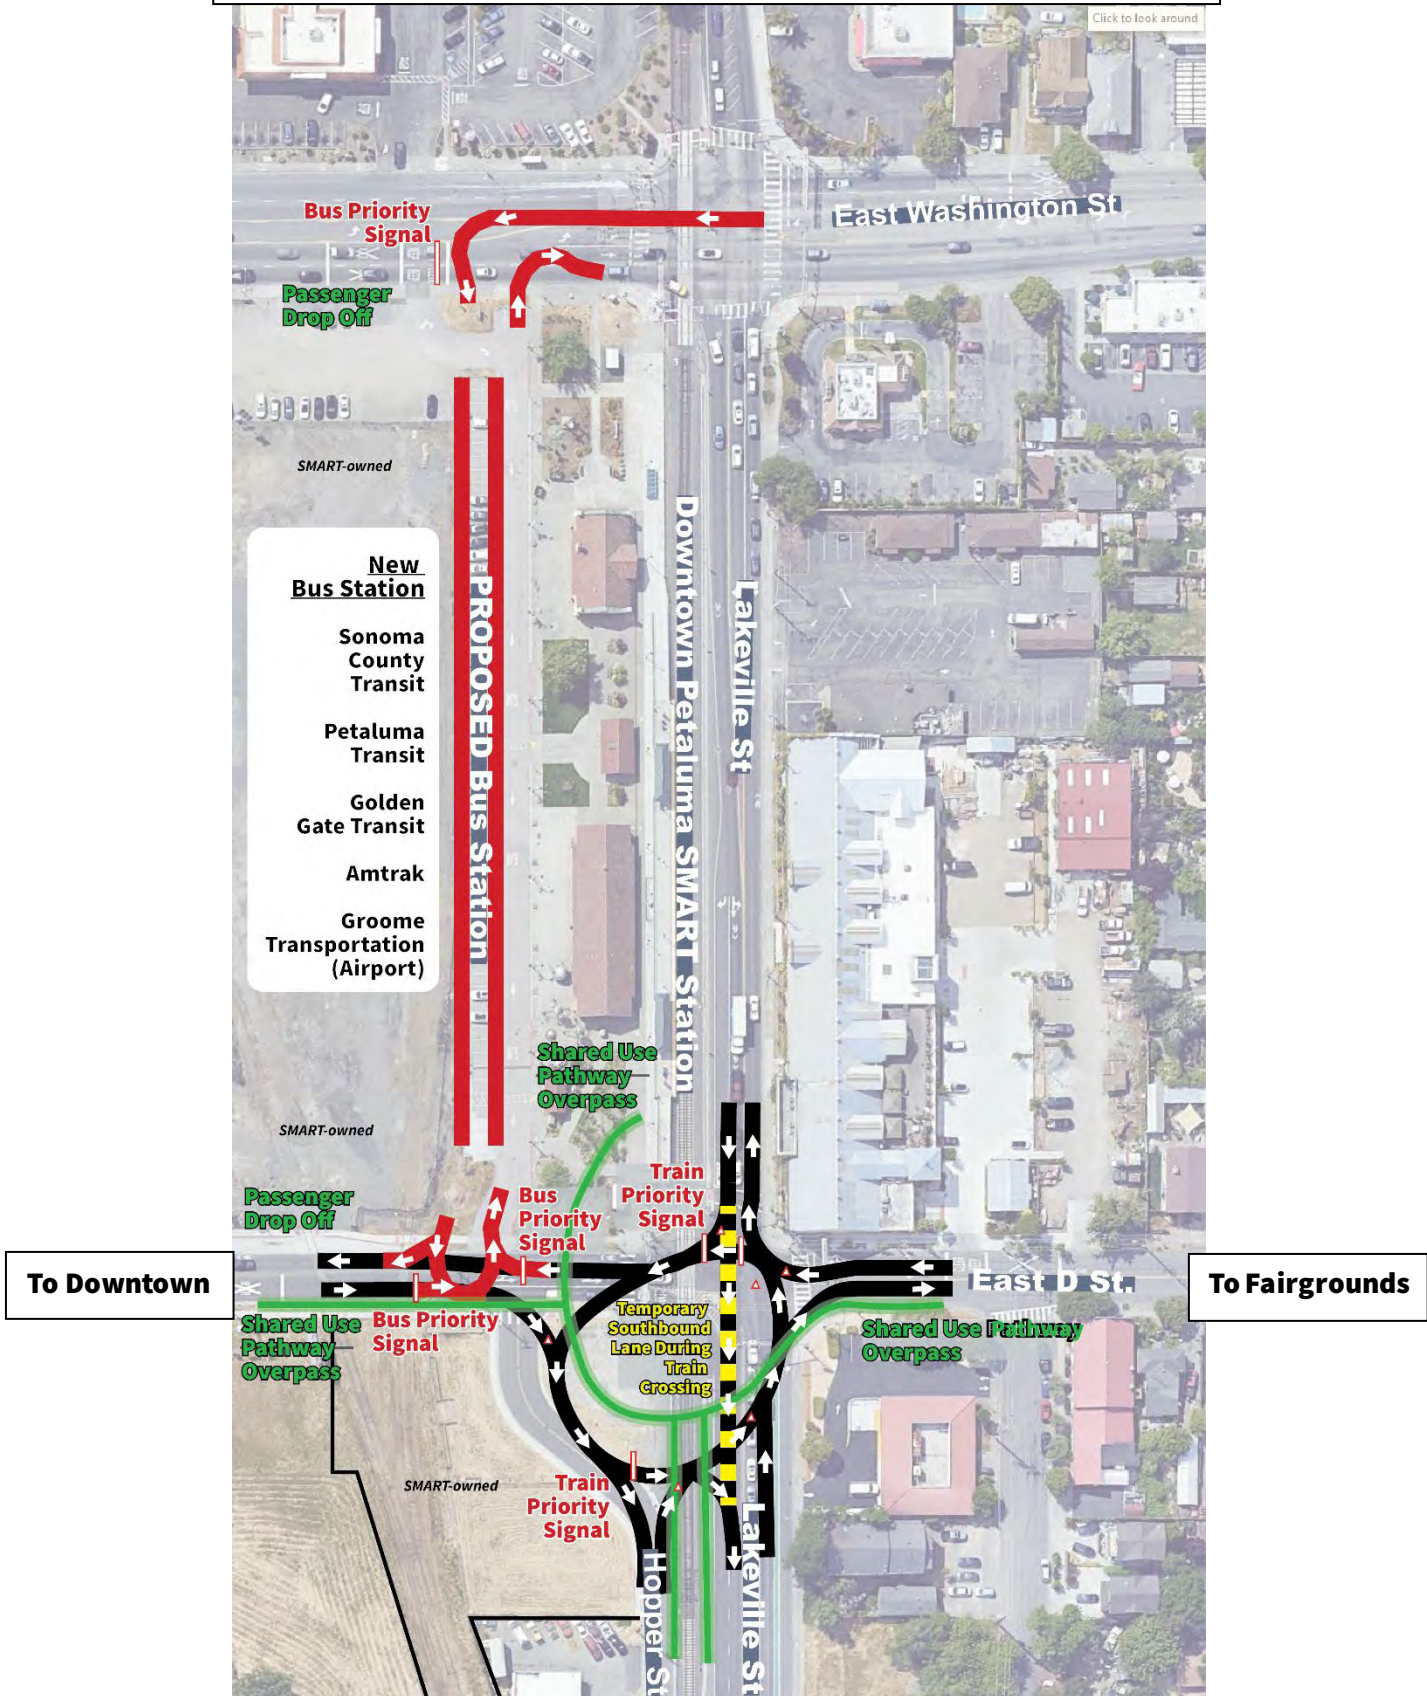 Click to look around
East Washington St
Bus Priority
Signal
Passenger
Drop Off
SMART-owned
New
Bus Station
Sonoma
County
Transit
Petaluma
Transit
Golden
Gate Transit
Amtrak
Groome
Transportation
(Airport)
PROPOSED Bus Station
Downtown Petaluma SMART Station
Lakeville St
Shared Use
Pathway
Overpass
SMART-owned
Train
Priority
Signal
Passenger
Drop Off
Bus
Priority
Signal
To Downtown
East D St.
To Fairgrounds
Temporary
Southbound
Lane During
Train
Crossing
Shared Use
Pathway
Overpass
Bus Priority
Signal
Shared Use Pathway
Overpass
SMART-owned
Train
Priority
Signal
Hopper St
Lakeville St